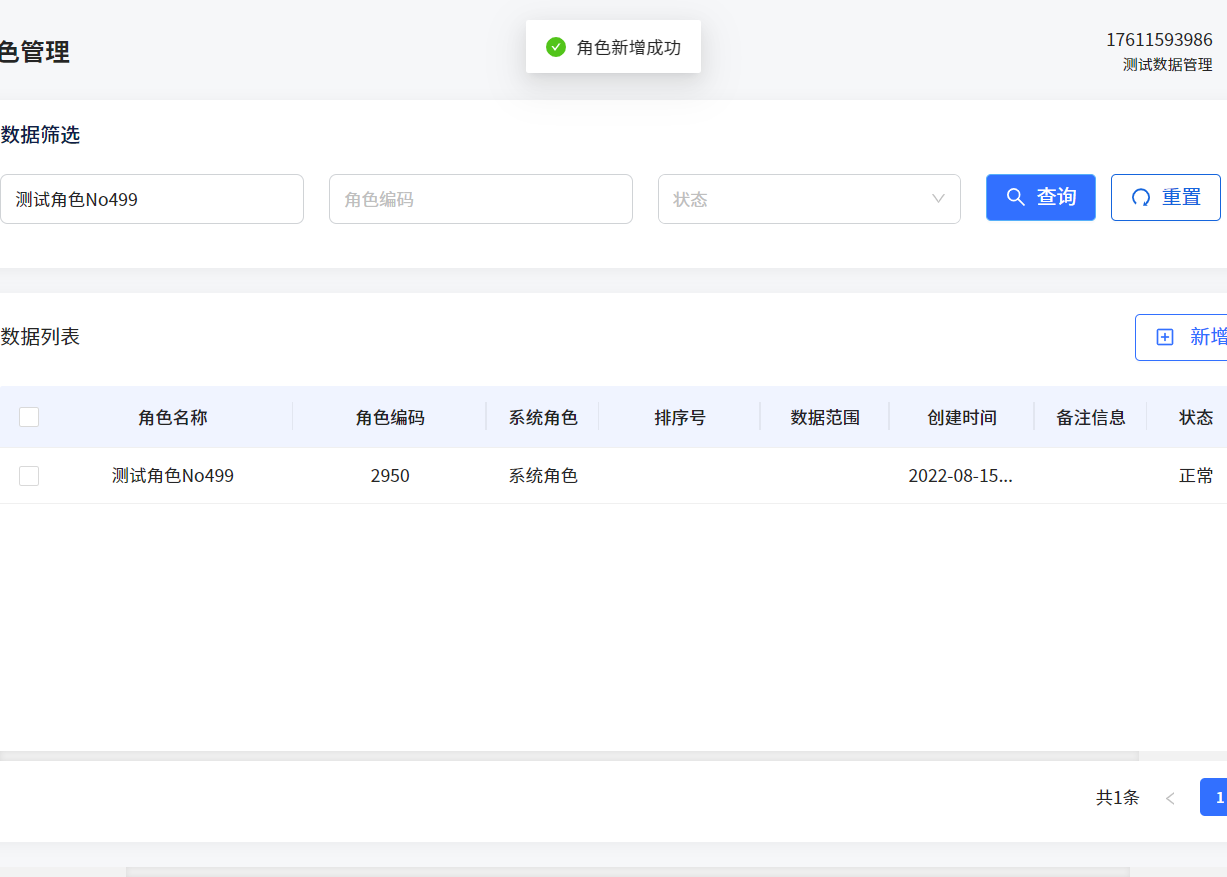 色管理
角色新增成功
17611593986
测试数据管理
数据筛选
测试角色No499 角色编码 状态 查询 重置
数据列表 新增
角色名称 角色编码 系统角色 排序号 数据范围 创建时间 备注信息 状态
测试角色No499 2950 系统角色 2022-08-15... 正常
共1条 < 1